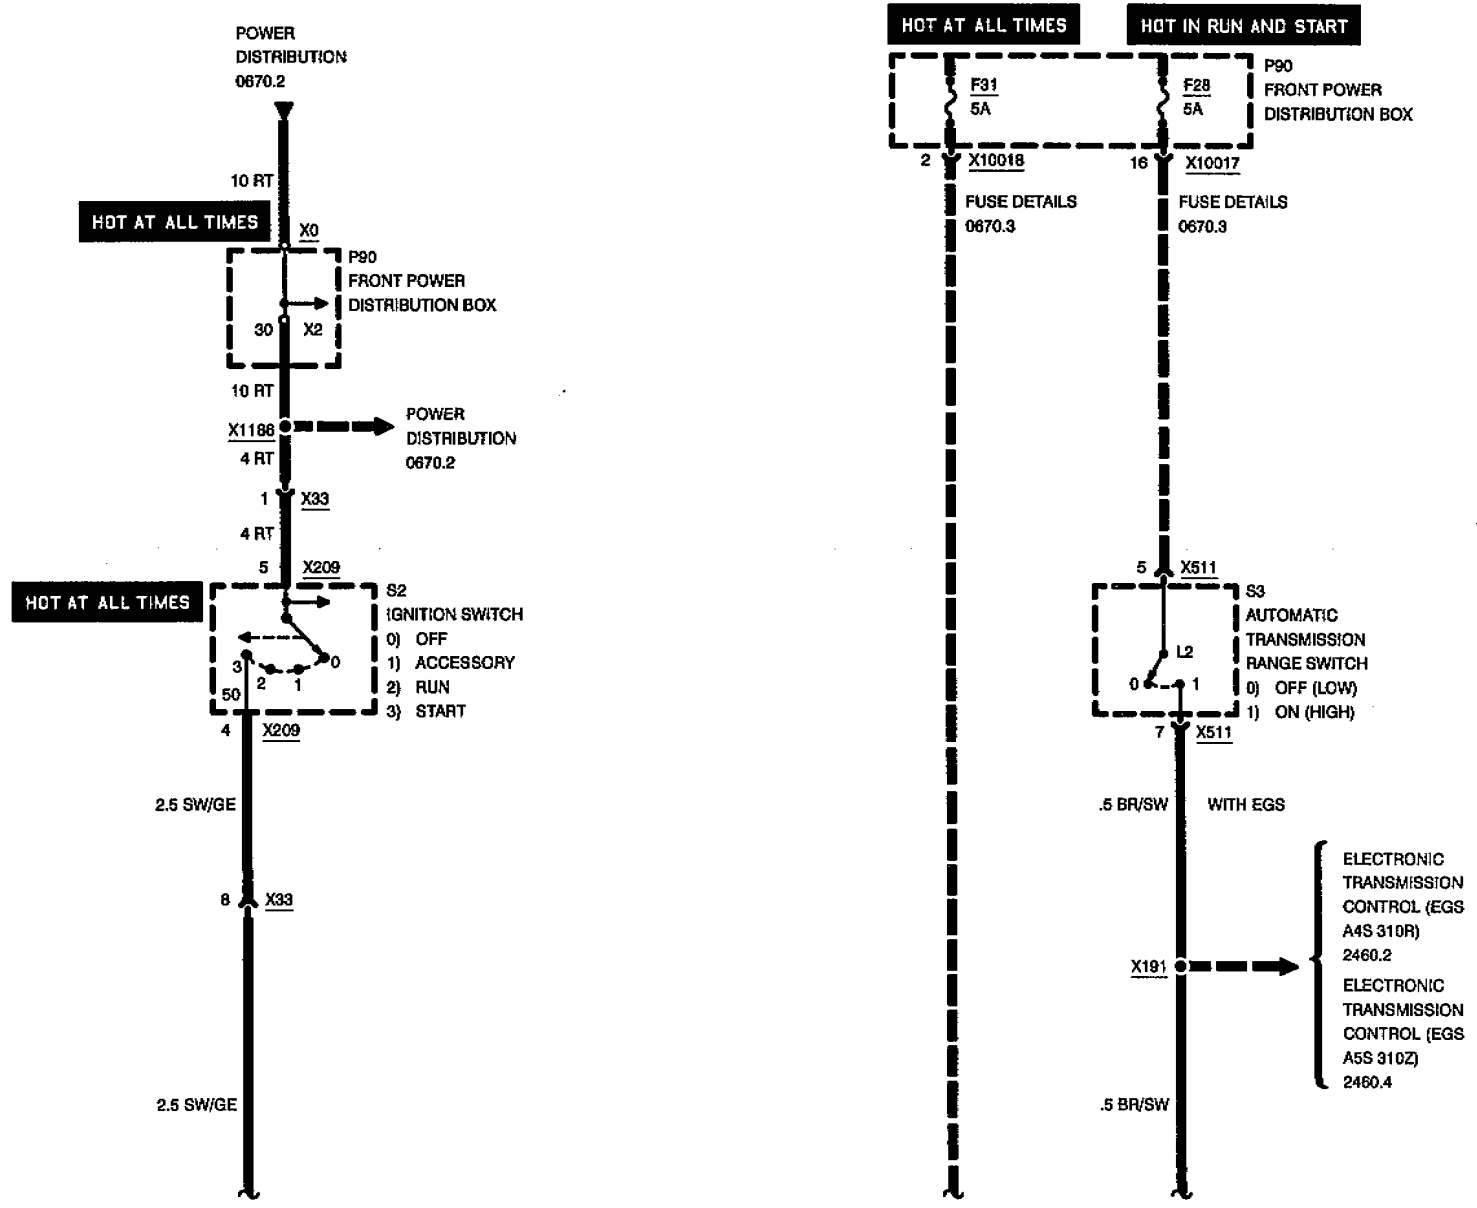 POWER
DISTRIBUTION
0670.2
10 RT
HOT AT ALL TIMES
X0
P90
FRONT POWER
DISTRIBUTION BOX
30
X2
10 RT
X1188
POWER
DISTRIBUTION
0670.2
4 RT
1
X33
4 RT
5
X209
HOT AT ALL TIMES
S2
IGNITION SWITCH
0) OFF
1) ACCESSORY
2) RUN
3) START
3
2
1
0
50
4
X209
2.5 SW/GE
8
X33
2.5 SW/GE
HOT AT ALL TIMES
HOT IN RUN AND START
F31
5A
F28
5A
P90
FRONT POWER
DISTRIBUTION BOX
2
X10018
16
X10017
FUSE DETAILS
0670.3
FUSE DETAILS
0670.3
5
X511
S3
AUTOMATIC
TRANSMISSION
RANGE SWITCH
0) OFF (LOW)
1) ON (HIGH)
L2
0
1
7
X511
.5 BR/SW
WITH EGS
X191
ELECTRONIC
TRANSMISSION
CONTROL (EGS
A4S 310R)
2460.2
ELECTRONIC
TRANSMISSION
CONTROL (EGS
A5S 310Z)
2460.4
.5 BR/SW